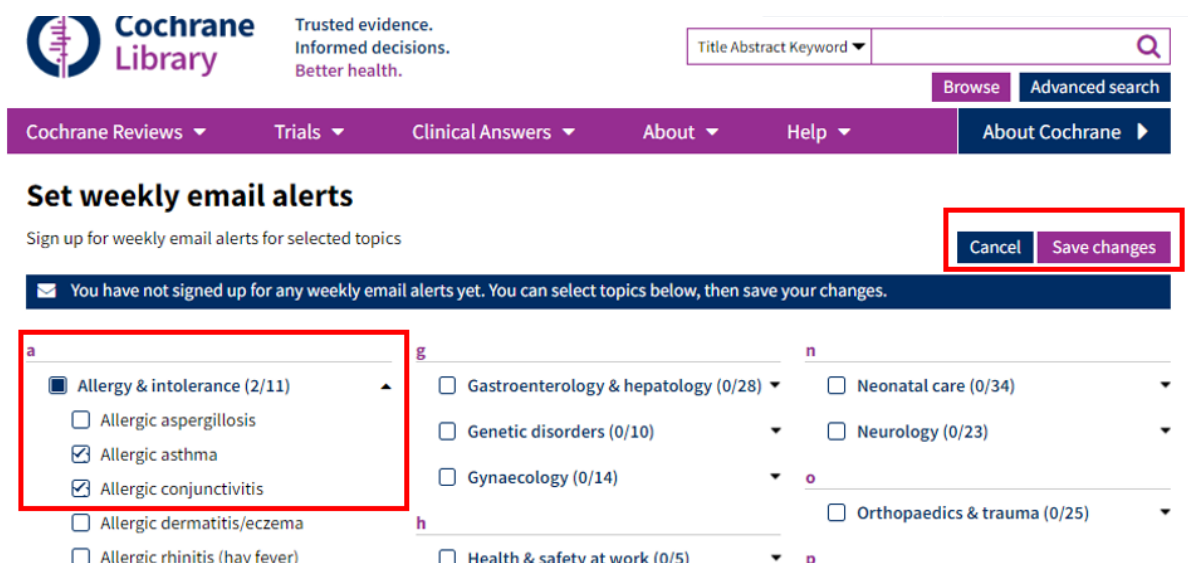 Cochrane
Library
Trusted evidence.
Informed decisions.
Better health.
Title Abstract Keyword
Browse
Advanced search
Cochrane Reviews
Trials
Clinical Answers
About
Help
About Cochrane
Set weekly email alerts
Sign up for weekly email alerts for selected topics
Cancel
Save changes
You have not signed up for any weekly email alerts yet. You can select topics below, then save your changes.
a
Allergy & intolerance (2/11)
Allergic aspergillosis
Allergic asthma
Allergic conjunctivitis
Allergic dermatitis/eczema
Allergic rhinitis (hay fever)
g
Gastroenterology & hepatology (0/28)
Genetic disorders (0/10)
Gynaecology (0/14)
h
Health & safety at work (0/5)
n
Neonatal care (0/34)
Neurology (0/23)
o
Orthopaedics & trauma (0/25)
p